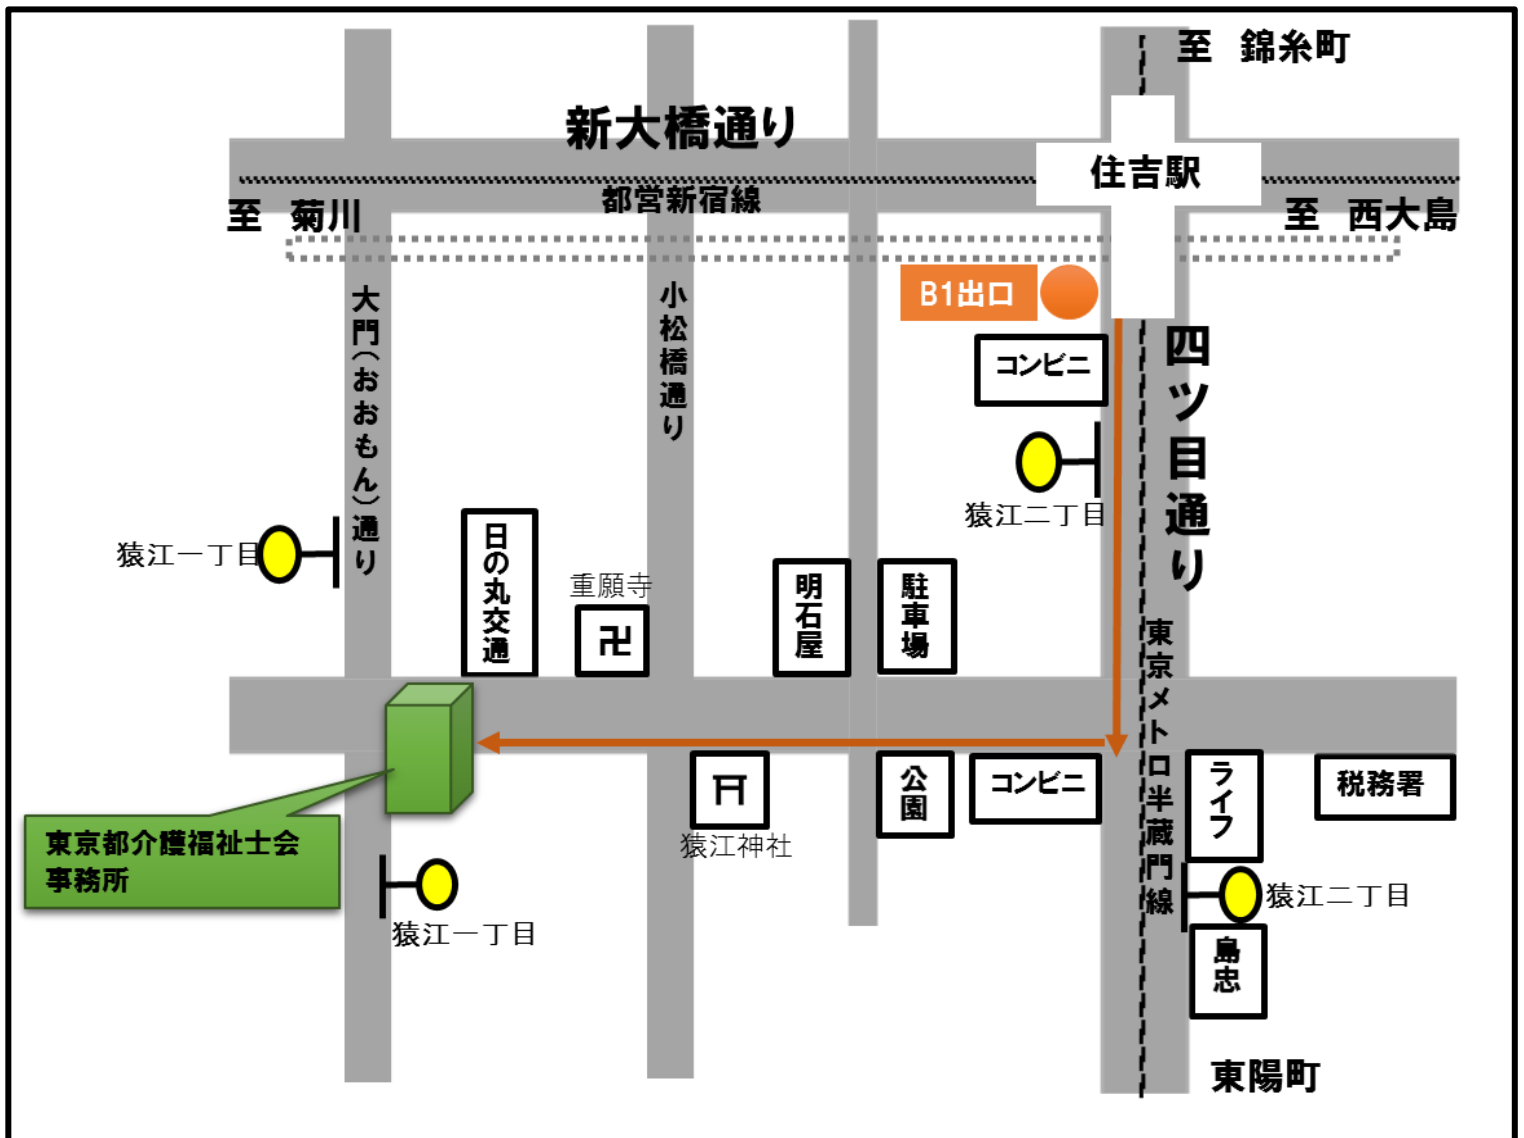 至 錦糸町
新大橋通り
住吉駅
都営新宿線
至 菊川
至 西大島
B1出口
大門(おおもん)通り
小松橋通り
コンビニ
四ツ目通り
猿江二丁目
猿江一丁目
日の丸交通
重願寺
卍
明石屋
駐車場
東京メトロ半蔵門線
公園
コンビニ
ライフ
税務署
猿江神社
東京都介護福祉士会
事務所
猿江一丁目
猿江二丁目
島忠
東陽町